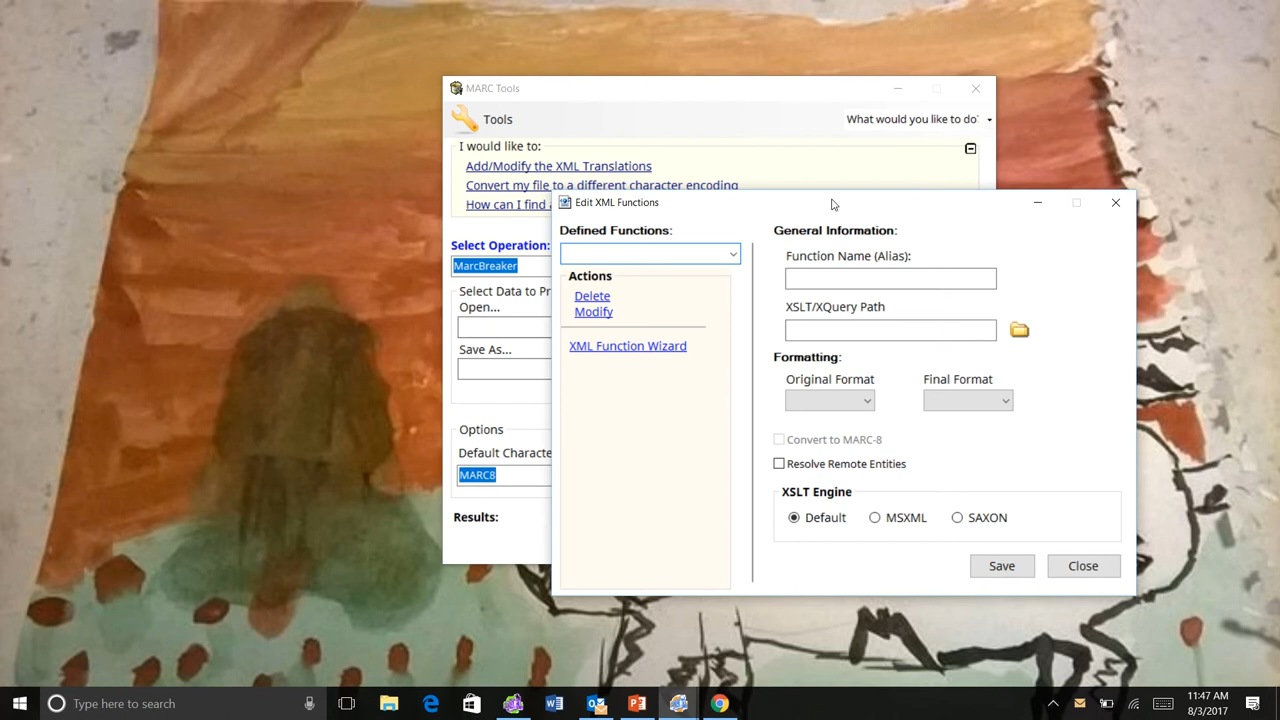 MARC Tools
Tools
What would you like to do
I would like to:
Add/Modify the XML Translations
Convert my file to a different character encoding
How can I find
Select Operation:
MarcBreaker
Select Data to Pr
Open...
Save As...
Options
Default Characte
MARC8
Results:
Edit XML Functions
Defined Functions:
Actions
Delete
Modify
XML Function Wizard
General Information:
Function Name (Alias):
XSLT/XQuery Path
Formatting:
Original Format
Final Format
Convert to MARC-8
Resolve Remote Entities
XSLT Engine
Default
MSXML
SAXON
Save
Close
Type here to search
11:47 AM
8/3/2017